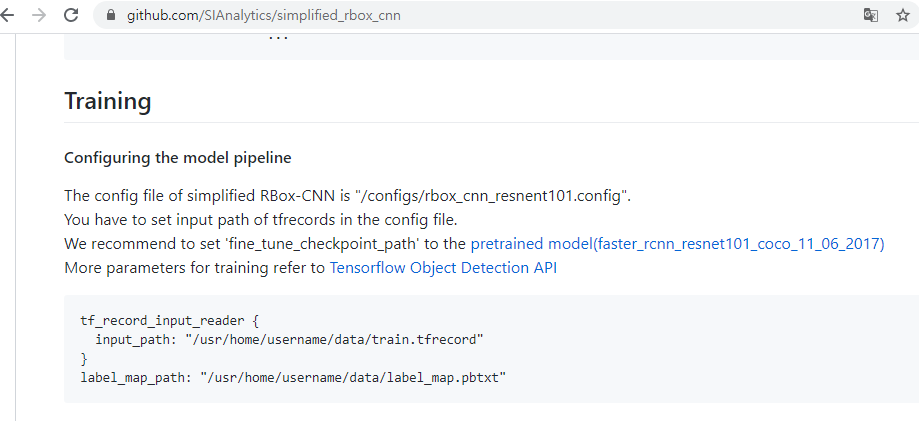 github.com/SIAnalytics/simplified_rbox_cnn
...
Training
Configuring the model pipeline
The config file of simplified RBox-CNN is "/configs/rbox_cnn_resnent101.config".
You have to set input path of tfrecords in the config file.
We recommend to set 'fine_tune_checkpoint_path' to the pretrained model(faster_rcnn_resnet101_coco_11_06_2017)
More parameters for training refer to Tensorflow Object Detection API
tf_record_input_reader {
  input_path: "/usr/home/username/data/train.tfrecord"
}
label_map_path: "/usr/home/username/data/label_map.pbtxt"